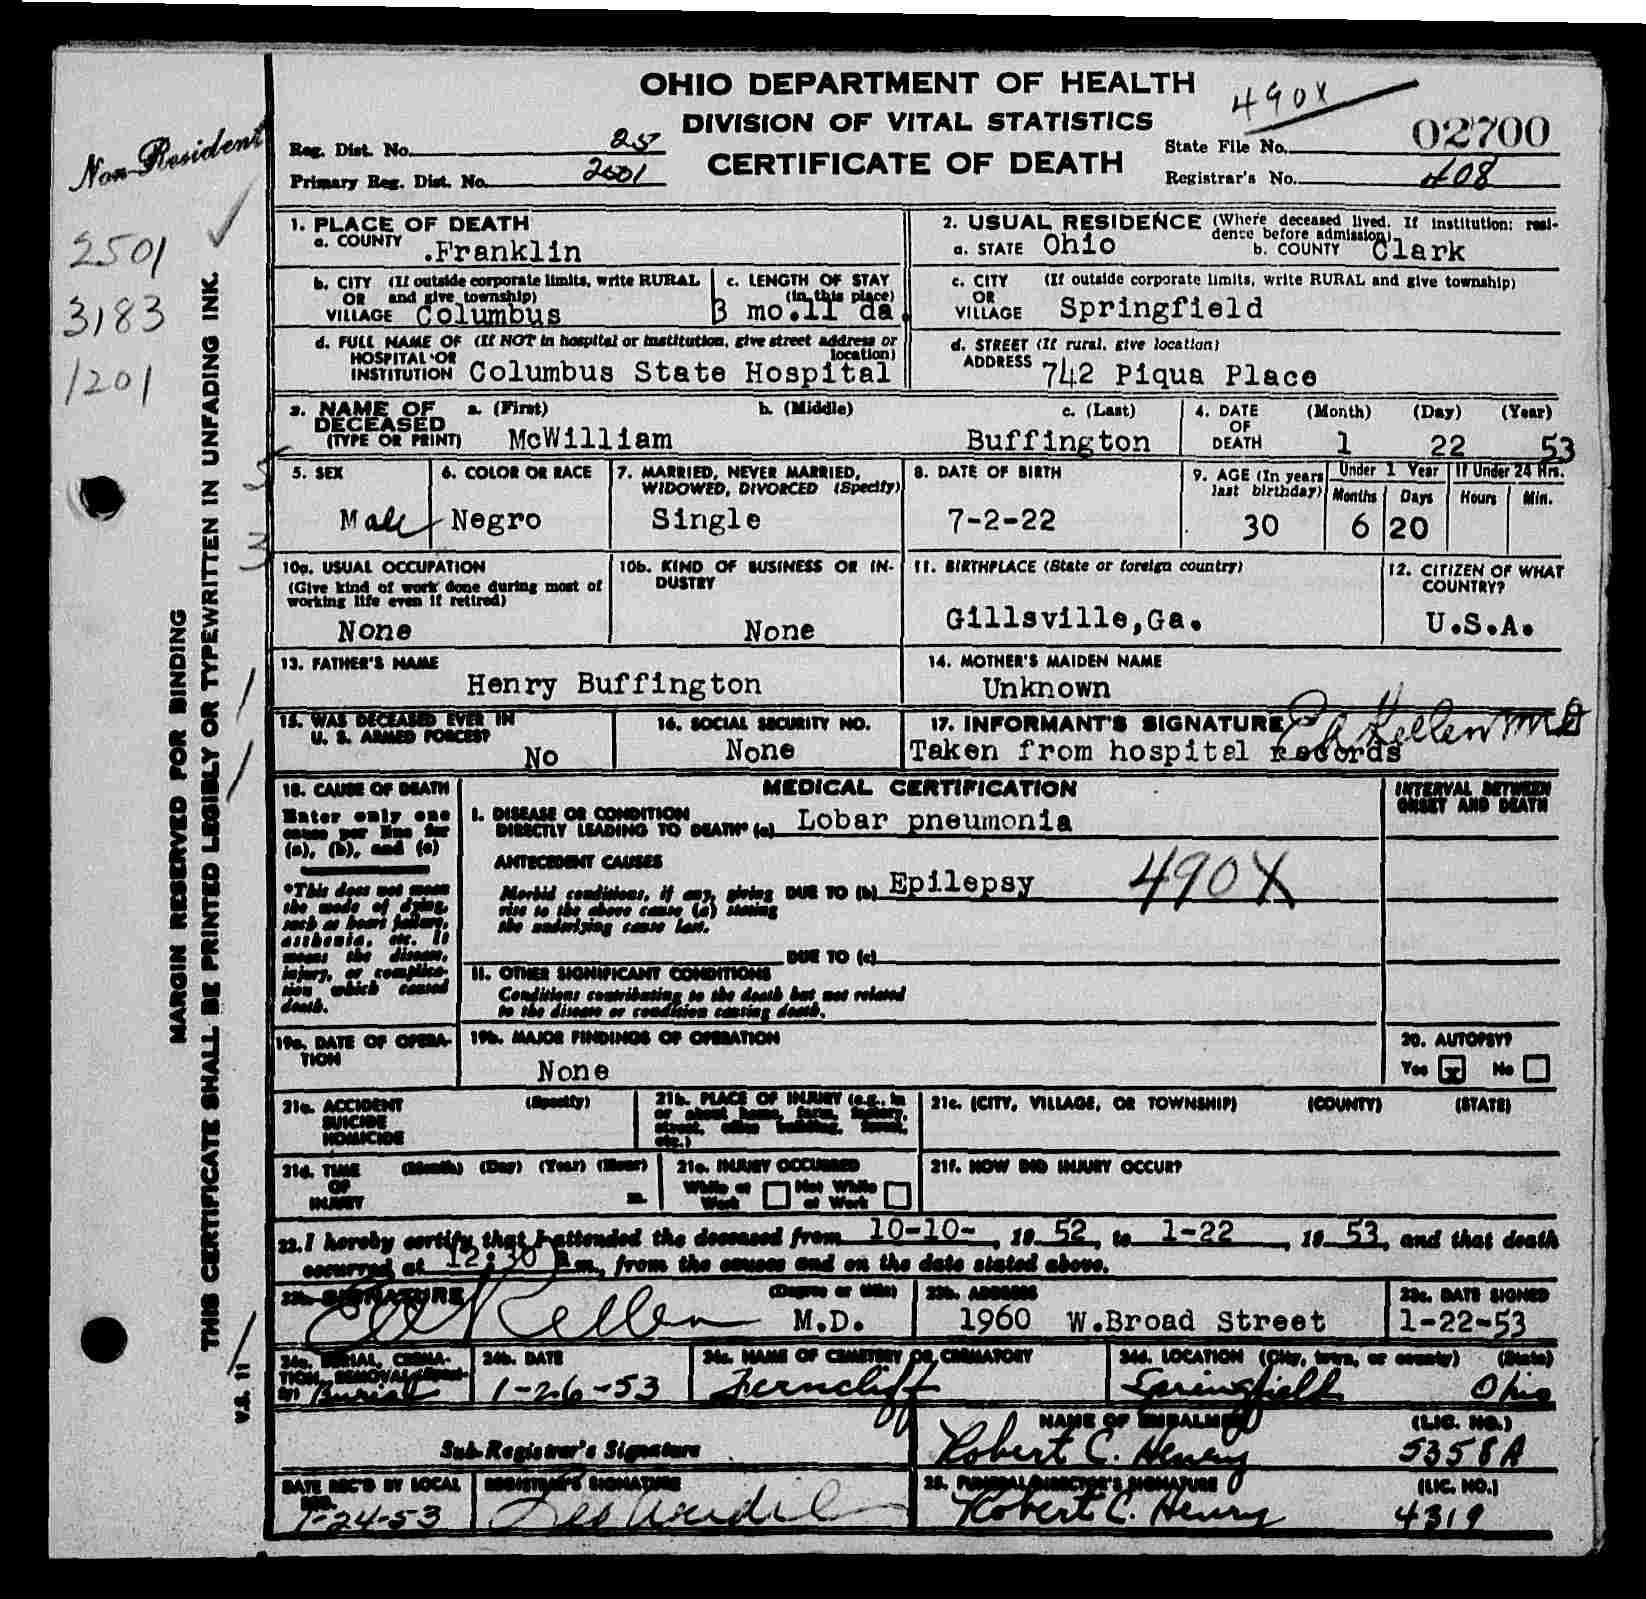 OHIO DEPARTMENT OF HEALTH
DIVISION OF VITAL STATISTICS
CERTIFICATE OF DEATH
490X
Reg. Dist. No. 25
Primary Reg. Dist. No. 2501
State File No. 02700
Registrar's No. 408
Non-Resident
2501
3183
1201
MARGIN RESERVED FOR BINDING
THIS CERTIFICATE SHALL BE PRINTED LEGIBLY OR TYPEWRITTEN IN UNFADING INK.
V.S. 11
1. PLACE OF DEATH
a. COUNTY .Franklin
b. CITY (If outside corporate limits, write RURAL
OR and give township)
VILLAGE Columbus
c. LENGTH OF STAY
(in this place)
3 mo.11 da.
d. FULL NAME OF (If NOT in hospital or institution, give street address or
location)
HOSPITAL OR
INSTITUTION Columbus State Hospital
2. USUAL RESIDENCE (Where deceased lived. If institution: resi-
dence before admission)
a. STATE Ohio b. COUNTY Clark
c. CITY (If outside corporate limits, write RURAL and give township)
OR
VILLAGE Springfield
d. STREET (If rural, give location)
ADDRESS 742 Piqua Place
3. NAME OF DECEASED
(TYPE OR PRINT)
a. (First) b. (Middle) c. (Last)
McWilliam Buffington
4. DATE OF DEATH (Month) (Day) (Year)
1 22 53
5. SEX
Male
6. COLOR OR RACE
Negro
7. MARRIED, NEVER MARRIED,
WIDOWED, DIVORCED (Specify)
Single
8. DATE OF BIRTH
7-2-22
9. AGE (In years
last birthday)
30
Under 1 Year
Months Days
6 20
If Under 24 Hrs.
Hours Min.
10a. USUAL OCCUPATION
(Give kind of work done during most of
working life even if retired)
None
10b. KIND OF BUSINESS OR IN-
DUSTRY
None
11. BIRTHPLACE (State or foreign country)
Gillsville,Ga.
12. CITIZEN OF WHAT
COUNTRY?
U.S.A.
13. FATHER'S NAME
Henry Buffington
14. MOTHER'S MAIDEN NAME
Unknown
15. WAS DECEASED EVER IN
U. S. ARMED FORCES?
No
16. SOCIAL SECURITY NO.
None
17. INFORMANT'S SIGNATURE
Taken from hospital records
18. CAUSE OF DEATH
Enter only one
cause per line for
(a), (b), and (c)
*This does not mean
the mode of dying,
such as heart failure,
asthenia, etc. It
means the disease,
injury, or complica-
tion which caused
death.
MEDICAL CERTIFICATION
INTERVAL BETWEEN
ONSET AND DEATH
I. DISEASE OR CONDITION
DIRECTLY LEADING TO DEATH* (a) Lobar pneumonia
ANTECEDENT CAUSES
Morbid conditions, if any, giving
rise to the above cause (a) stating
the underlying cause last.
DUE TO (b) Epilepsy 490X
DUE TO (c)
II. OTHER SIGNIFICANT CONDITIONS
Conditions contributing to the death but not related
to the disease or condition causing death.
19a. DATE OF OPERA-
TION
19b. MAJOR FINDINGS OF OPERATION
None
20. AUTOPSY?
Yes x No
21a. ACCIDENT (Specify)
SUICIDE
HOMICIDE
21b. PLACE OF INJURY (e.g., in
or about home, farm, factory,
street, office building, forest,
etc.)
21c. (CITY, VILLAGE, OR TOWNSHIP) (COUNTY) (STATE)
21d. TIME (Month) (Day) (Year) (Hour)
OF
INJURY m.
21e. INJURY OCCURRED
While at Work Not While at Work
21f. HOW DID INJURY OCCUR?
22. I hereby certify that I attended the deceased from 10-10-, 19 52, to 1-22, 19 53, and that death
occurred at 12:30 A m., from the causes and on the date stated above.
SIGNATURE (Degree or title)
M.D.
23b. ADDRESS
1960 W.Broad Street
23c. DATE SIGNED
1-22-53
24a. BURIAL, CREMA-
TION, REMOVAL (Speci-
fy) Burial
24b. DATE
1-26-53
24c. NAME OF CEMETERY OR CREMATORY
Ferncliff
24d. LOCATION (City, town, or county) (State)
Springfield Ohio
Sub-Registrar's Signature
NAME OF EMBALMER (LIC. NO.)
Robert C. Henry 5358A
DATE REC'D BY LOCAL
REG.
1-24-53
REGISTRAR'S SIGNATURE
25. FUNERAL DIRECTOR'S SIGNATURE (LIC. NO.)
Robert C. Henry 4319